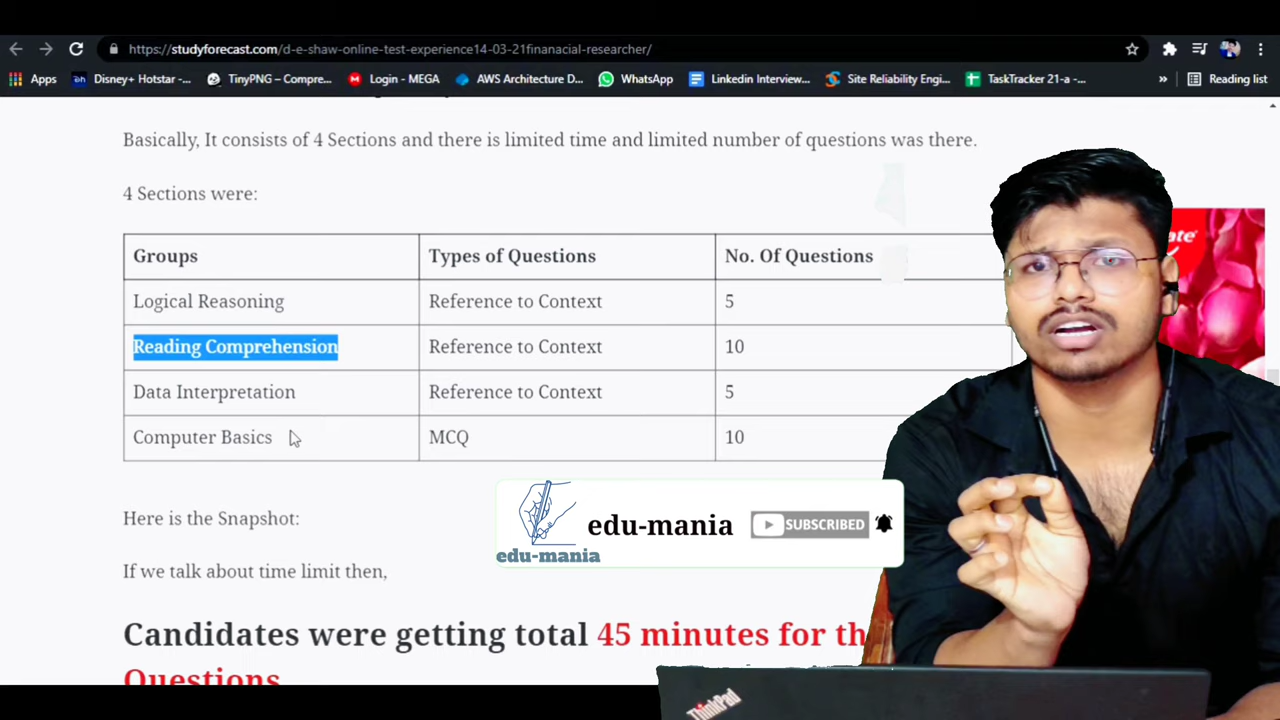 https://studyforecast.com/d-e-shaw-online-test-experience14-03-21finanacial-researcher/
Apps
Disney+ Hotstar -...
TinyPNG – Compre...
Login - MEGA
AWS Architecture D...
WhatsApp
Linkedin Interview...
Site Reliability Engi...
TaskTracker 21-a -...
»
Reading list
Basically, It consists of 4 Sections and there is limited time and limited number of questions was there.
4 Sections were:
Groups
Types of Questions
No. Of Questions
Logical Reasoning
Reference to Context
5
Reading Comprehension
Reference to Context
10
Data Interpretation
Reference to Context
5
Computer Basics
MCQ
10
Here is the Snapshot:
edu-mania
edu-mania
SUBSCRIBED
If we talk about time limit then,
Candidates were getting total 45 minutes for th
Questions
ThinkPad